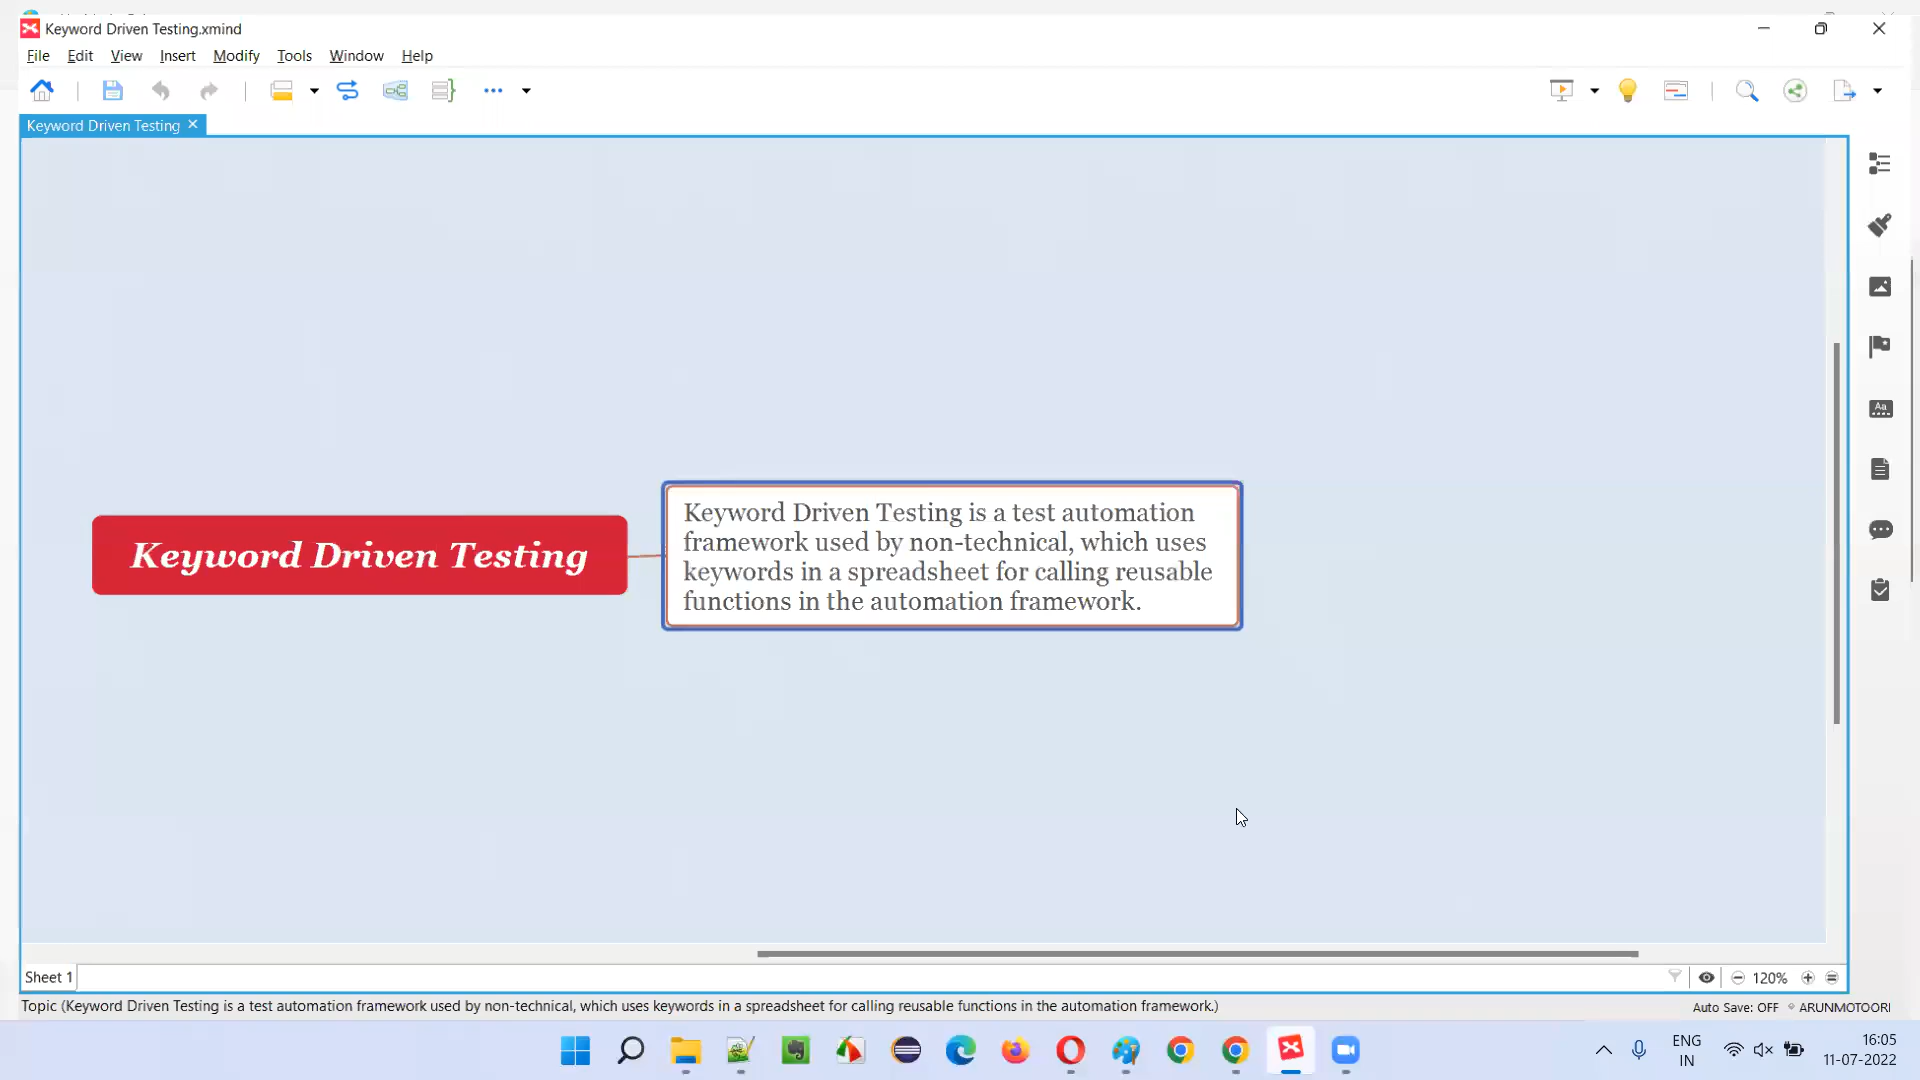 Keyword Driven Testing.xmind
File Edit View Insert Modify Tools Window Help
Keyword Driven Testing
Keyword Driven Testing
Keyword Driven Testing is a test automation
framework used by non-technical, which uses
keywords in a spreadsheet for calling reusable
functions in the automation framework.
Aa
Sheet 1
120%
Topic (Keyword Driven Testing is a test automation framework used by non-technical, which uses keywords in a spreadsheet for calling reusable functions in the automation framework.)
Auto Save: OFF ARUNMOTOORI
ENG
IN
16:05
11-07-2022